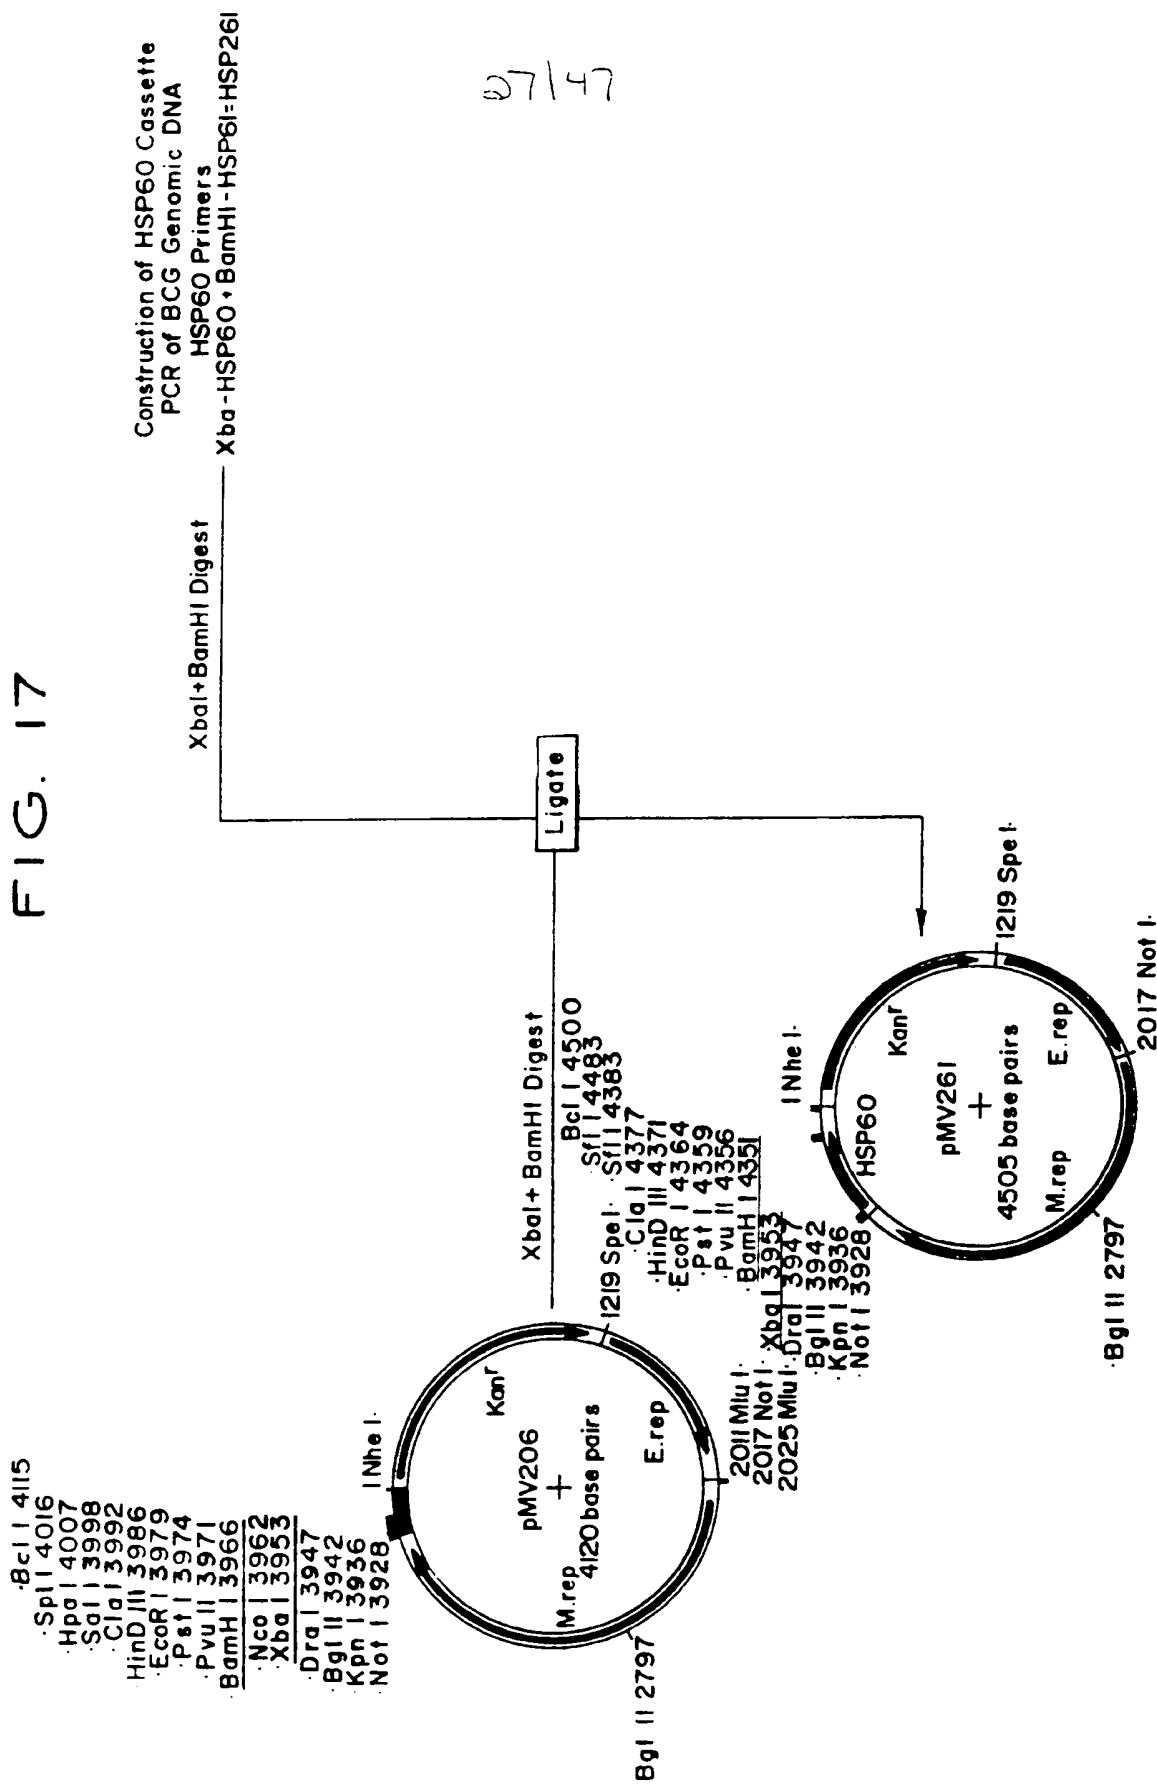 FIG. 17
27/47
Construction of HSP60 Cassette
PCR of BCG Genomic DNA
HSP60 Primers
Xba-HSP60+BamHI-HSP61=HSP261
XbaI+BamHI Digest
Ligate
XbaI+BamHI Digest
·Bcl I 4115
·Spl I 4016
Hpa I 4007
·Sal I 3998
·Cla I 3992
HinD III 3986
·EcoR I 3979
·Pst I 3974
·Pvu II 3971
·BamH I 3966
·Nco I 3962
·Xba I 3953
·Dra I 3947
·Bgl II 3942
Kpn I 3936
·Not I 3928
I Nhe I·
Kanr
pMV206
+
4120 base pairs
M.rep
E.rep
1219 Spe I·
2011 Mlu I·
2017 Not I·
2025 Mlu I·
Bgl II 2797
Bcl I 4500
·Sfi I 4483
·Sfi I 4383
·Cla I 4377
·HinD III 4371
·EcoR I 4364
·Pst I 4359
·Pvu II 4356
·BamH I 4351
Xba I 3953
·Dra I 3947
·Bgl II 3942
·Kpn I 3936
·Not I 3928
I Nhe I·
HSP60
Kanr
pMV261
+
4505 base pairs
M.rep
E.rep
1219 Spe I·
2017 Not I·
·Bgl II 2797